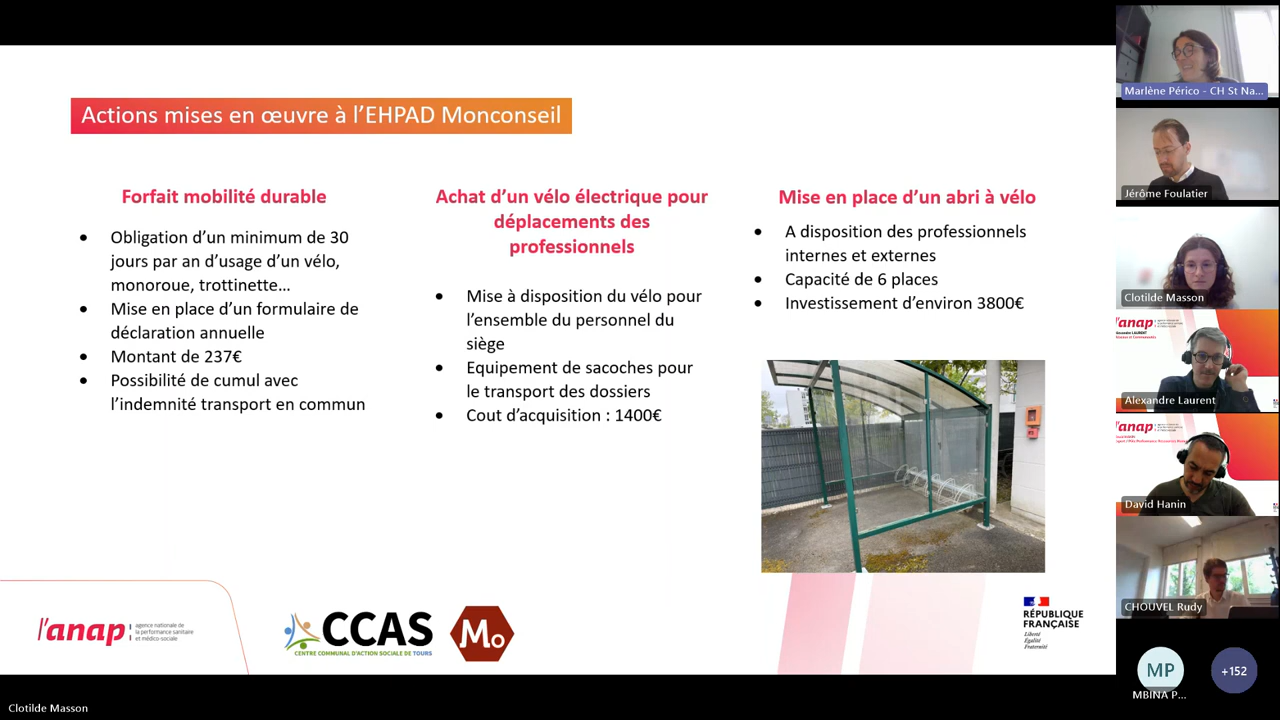 Actions mises en œuvre à l'EHPAD Monconseil
Forfait mobilité durable
• Obligation d'un minimum de 30
jours par an d'usage d'un vélo,
monoroue, trottinette…
• Mise en place d'un formulaire de
déclaration annuelle
• Montant de 237€
• Possibilité de cumul avec
l'indemnité transport en commun
Achat d'un vélo électrique pour
déplacements des
professionnels
• Mise à disposition du vélo pour
l'ensemble du personnel du
siège
• Equipement de sacoches pour
le transport des dossiers
• Cout d'acquisition : 1400€
Mise en place d'un abri à vélo
• A disposition des professionnels
internes et externes
• Capacité de 6 places
• Investissement d'environ 3800€
l'anap
agence nationale de
la performance sanitaire
et médico-sociale
CCAS
CENTRE COMMUNAL D'ACTION SOCIALE DE TOURS
Mo
RÉPUBLIQUE
FRANÇAISE
Liberté
Égalité
Fraternité
Marlène Périco - CH St Na...
Jérôme Foulatier
Clotilde Masson
l'anap
Alexandre Laurent
l'anap
David Hanin
CHOUVEL Rudy
MP
MBINA P...
+152
Clotilde Masson